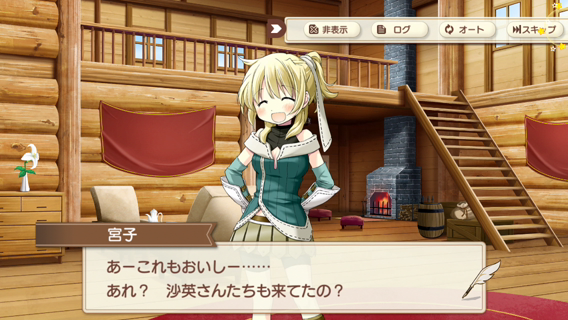 非表示
ログ
オート
スキップ
宮子
あーこれもおいしー……
あれ？　沙英さんたちも来てたの？